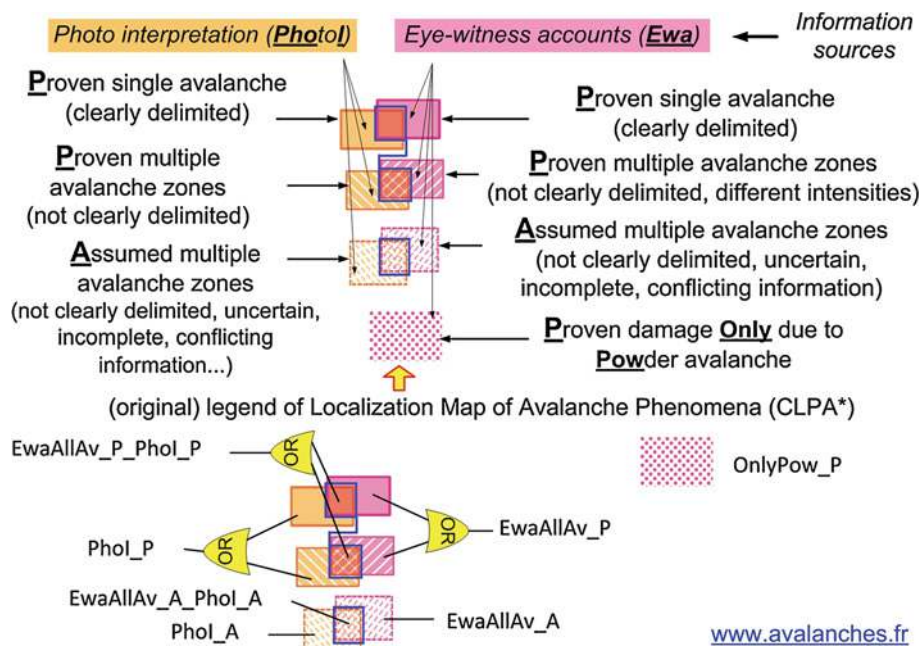 Photo interpretation (PhotoI)
Eye-witness accounts (Ewa)
Information
sources
Proven single avalanche
(clearly delimited)
Proven multiple
avalanche zones
(not clearly delimited)
Assumed multiple
avalanche zones
(not clearly delimited, uncertain,
incomplete, conflicting
information...)
Proven single avalanche
(clearly delimited)
Proven multiple avalanche zones
(not clearly delimited, different intensities)
Assumed multiple avalanche zones
(not clearly delimited, uncertain,
incomplete, conflicting information)
Proven damage Only due to
Powder avalanche
(original) legend of Localization Map of Avalanche Phenomena (CLPA*)
EwaAllAv_P_PhoI_P
OR
OnlyPow_P
PhoI_P
OR
OR
EwaAllAv_P
EwaAllAv_A_PhoI_A
PhoI_A
EwaAllAv_A
www.avalanches.fr